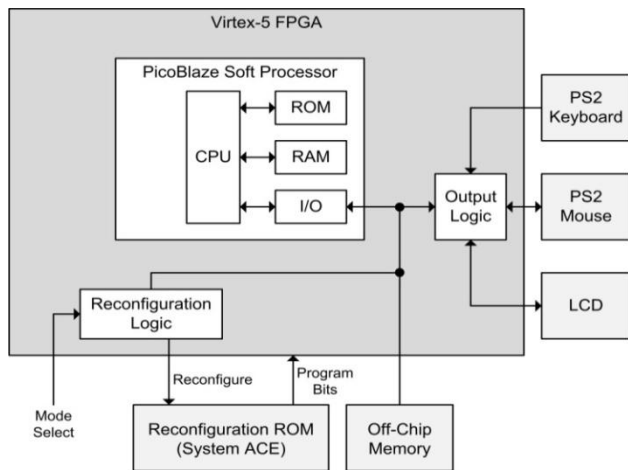 Virtex-5 FPGA
PicoBlaze Soft Processor
CPU
ROM
RAM
I/O
Output
Logic
PS2
Keyboard
PS2
Mouse
LCD
Reconfiguration
Logic
Mode
Select
Reconfigure
Program
Bits
Reconfiguration ROM
(System ACE)
Off-Chip
Memory